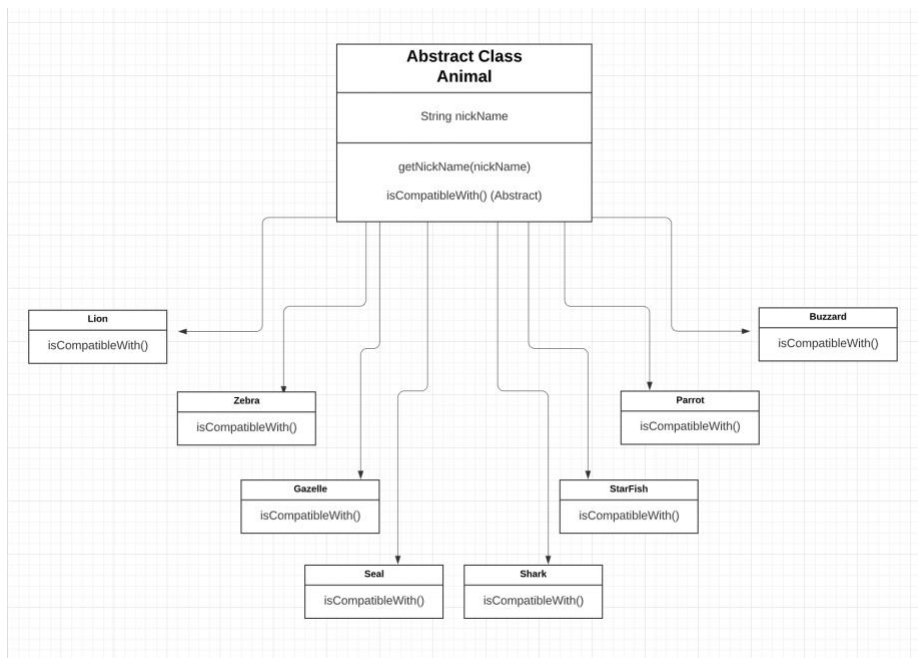 Abstract Class
Animal
String nickName
getNickName(nickName)
isCompatibleWith() (Abstract)
Lion
isCompatibleWith()
Buzzard
isCompatibleWith()
Zebra
isCompatibleWith()
Parrot
isCompatibleWith()
Gazelle
isCompatibleWith()
StarFish
isCompatibleWith()
Seal
isCompatibleWith()
Shark
isCompatibleWith()